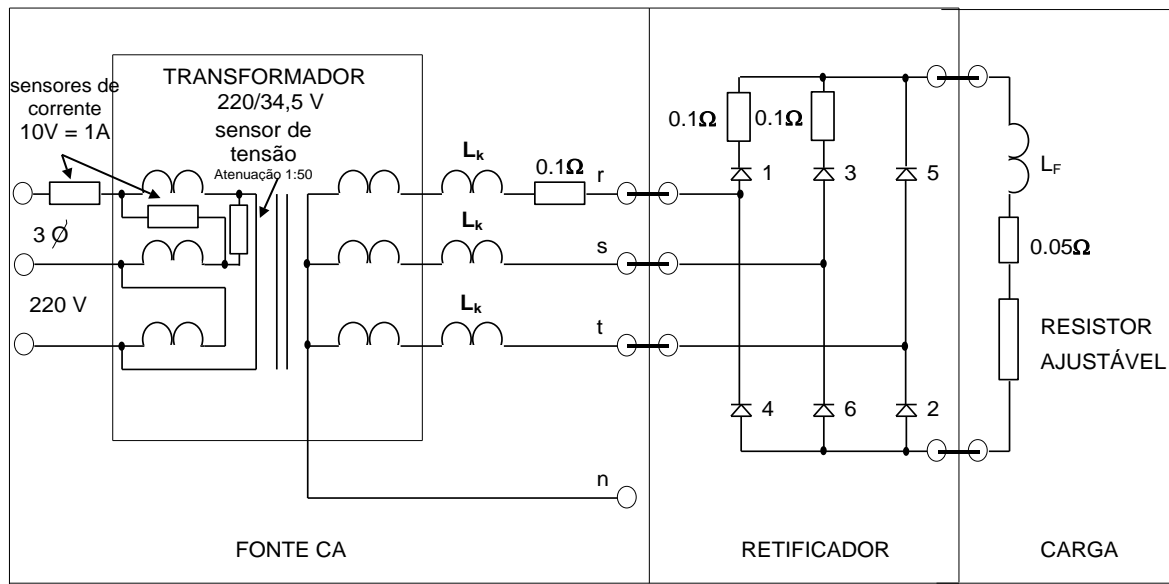 TRANSFORMADOR
220/34,5 V
sensores de
corrente
10V = 1A
sensor de
tensão
Atenuação 1:50
3 Ø
220 V
Lk
0.1Ω
r
Lk
s
Lk
t
n
0.1Ω
0.1Ω
1
3
5
4
6
2
LF
0.05Ω
RESISTOR
AJUSTÁVEL
FONTE CA
RETIFICADOR
CARGA